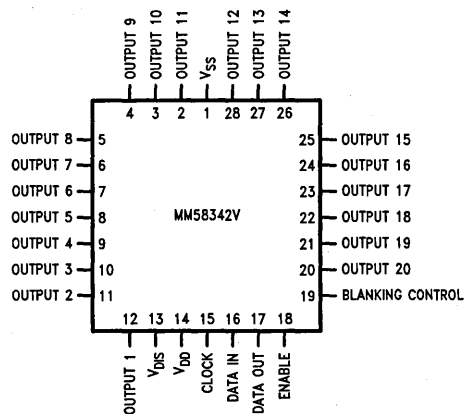 OUTPUT 9
OUTPUT 10
OUTPUT 11
VSS
OUTPUT 12
OUTPUT 13
OUTPUT 14
4 3 2 1 28 27 26
OUTPUT 8 5
OUTPUT 7 6
OUTPUT 6 7
OUTPUT 5 8
OUTPUT 4 9
OUTPUT 3 10
OUTPUT 2 11
MM58342V
25 OUTPUT 15
24 OUTPUT 16
23 OUTPUT 17
22 OUTPUT 18
21 OUTPUT 19
20 OUTPUT 20
19 BLANKING CONTROL
12 13 14 15 16 17 18
OUTPUT 1
VDIS
VDD
CLOCK
DATA IN
DATA OUT
ENABLE